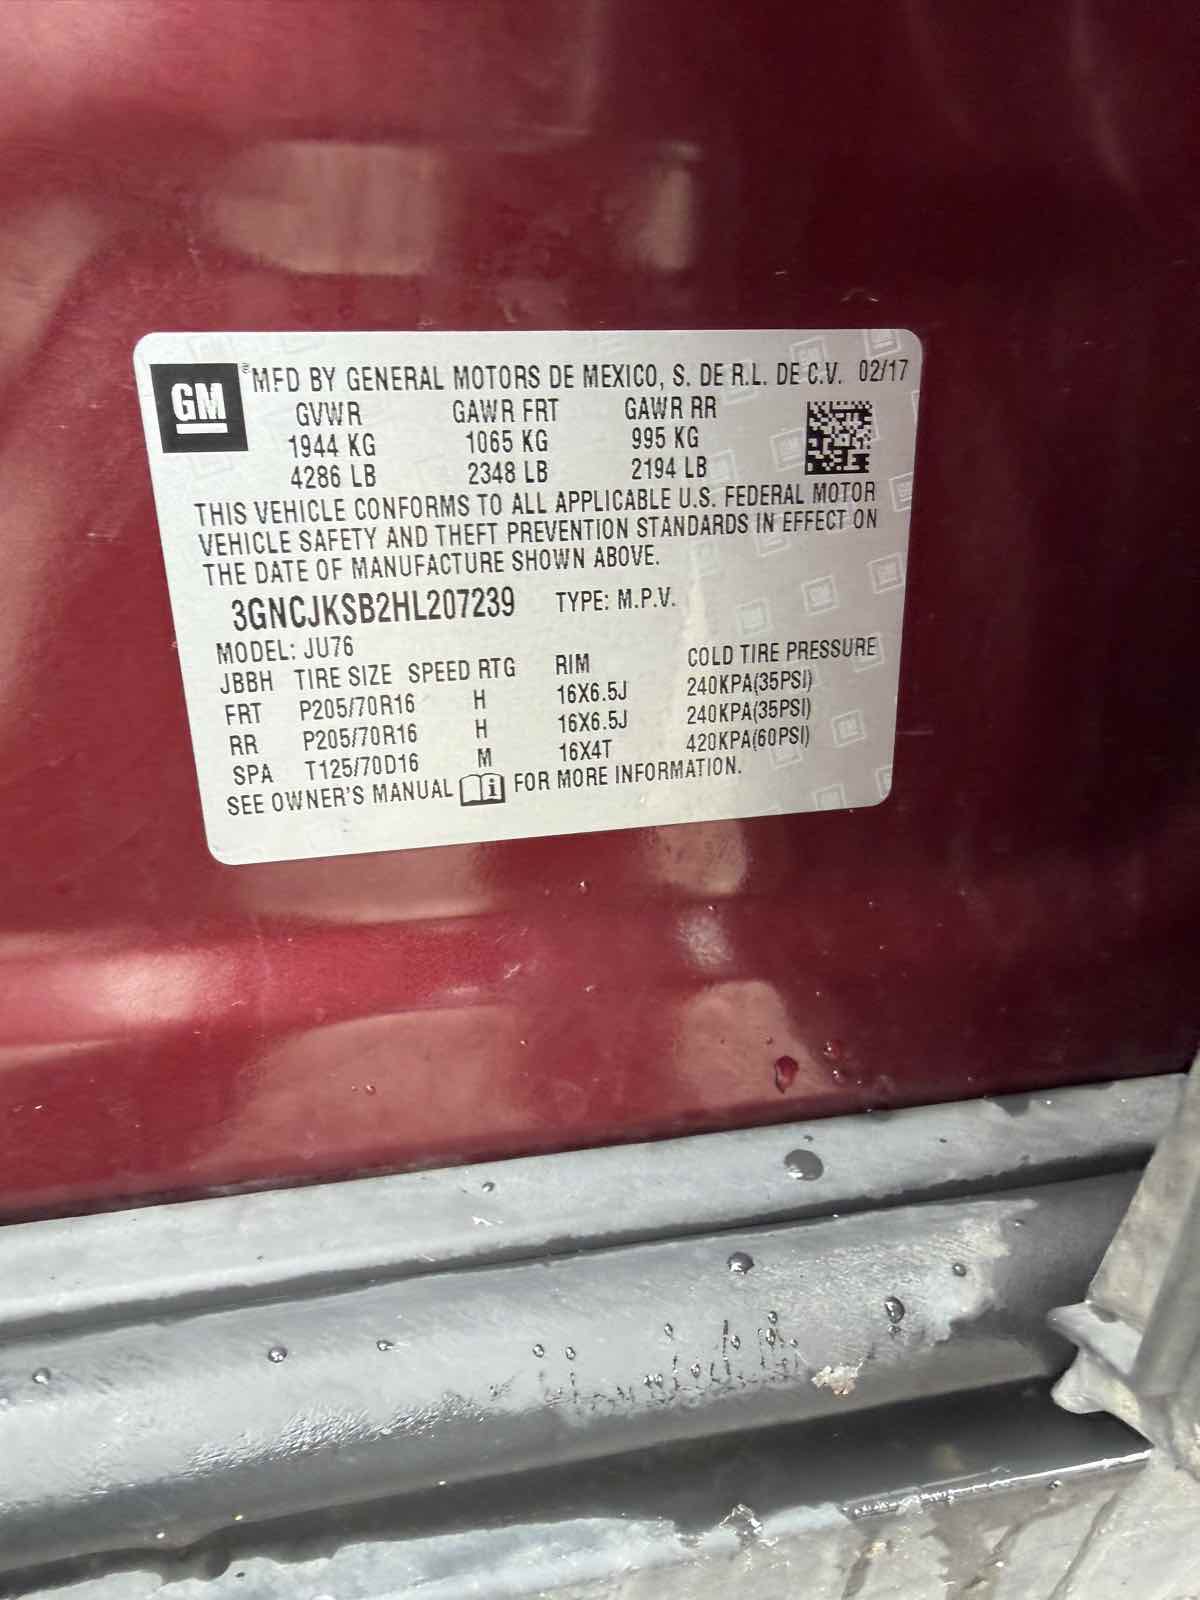 GM ® MFD BY GENERAL MOTORS DE MEXICO, S. DE R.L. DE C.V. 02/17
GVWR GAWR FRT GAWR RR
1944 KG 1065 KG 995 KG
4286 LB 2348 LB 2194 LB
THIS VEHICLE CONFORMS TO ALL APPLICABLE U.S. FEDERAL MOTOR
VEHICLE SAFETY AND THEFT PREVENTION STANDARDS IN EFFECT ON
THE DATE OF MANUFACTURE SHOWN ABOVE.
3GNCJKSB2HL207239 TYPE: M.P.V.
MODEL: JU76
JBBH TIRE SIZE SPEED RTG RIM COLD TIRE PRESSURE
FRT P205/70R16 H 16X6.5J 240KPA(35PSI)
RR P205/70R16 H 16X6.5J 240KPA(35PSI)
SPA T125/70D16 M 16X4T 420KPA(60PSI)
SEE OWNER'S MANUAL i FOR MORE INFORMATION.